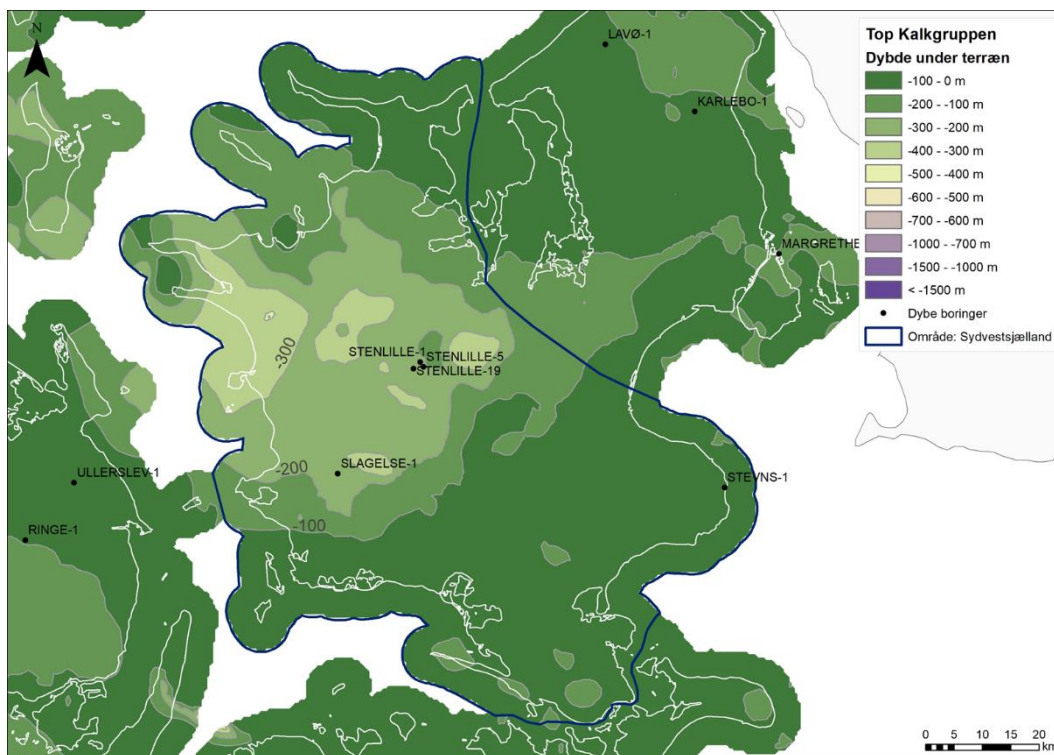 N
LAVØ-1
KARLEBO-1
MARGRETHE
STENLILLE-1
STENLILLE-5
STENLILLE-19
-300
SLAGELSE-1
-200
ULLERSLEV-1
STEVNS-1
-100
RINGE-1
Top Kalkgruppen
Dybde under terræn
-100 - 0 m
-200 - -100 m
-300 - -200 m
-400 - -300 m
-500 - -400 m
-600 - -500 m
-700 - -600 m
-1000 - -700 m
-1500 - -1000 m
< -1500 m
Dybe boringer
Område: Sydvestsjælland
0 5 10 15 20
km